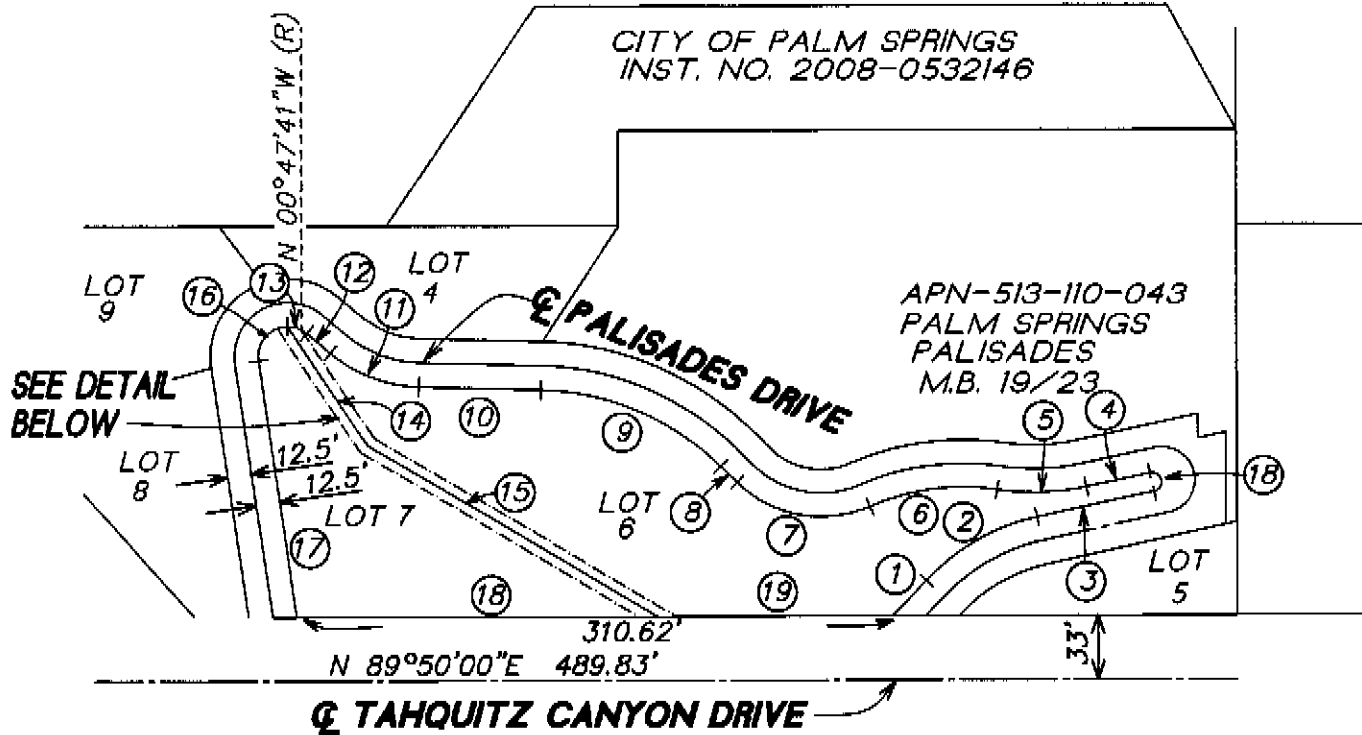 CITY OF PALM SPRINGS
INST. NO. 2008-0532146
N 00°47'41"W (R)
LOT
9
LOT
4
16
13
12
11
℄ PALISADES DRIVE
APN-513-110-043
PALM SPRINGS
PALISADES
M.B. 19/23
SEE DETAIL
BELOW
14
10
9
5
4
18
LOT
8
12.5'
12.5'
LOT 7
15
LOT
6
8
7
6
2
17
18
19
1
3
LOT
5
310.62'
N 89°50'00"E 489.83'
33'
℄ TAHQUITZ CANYON DRIVE